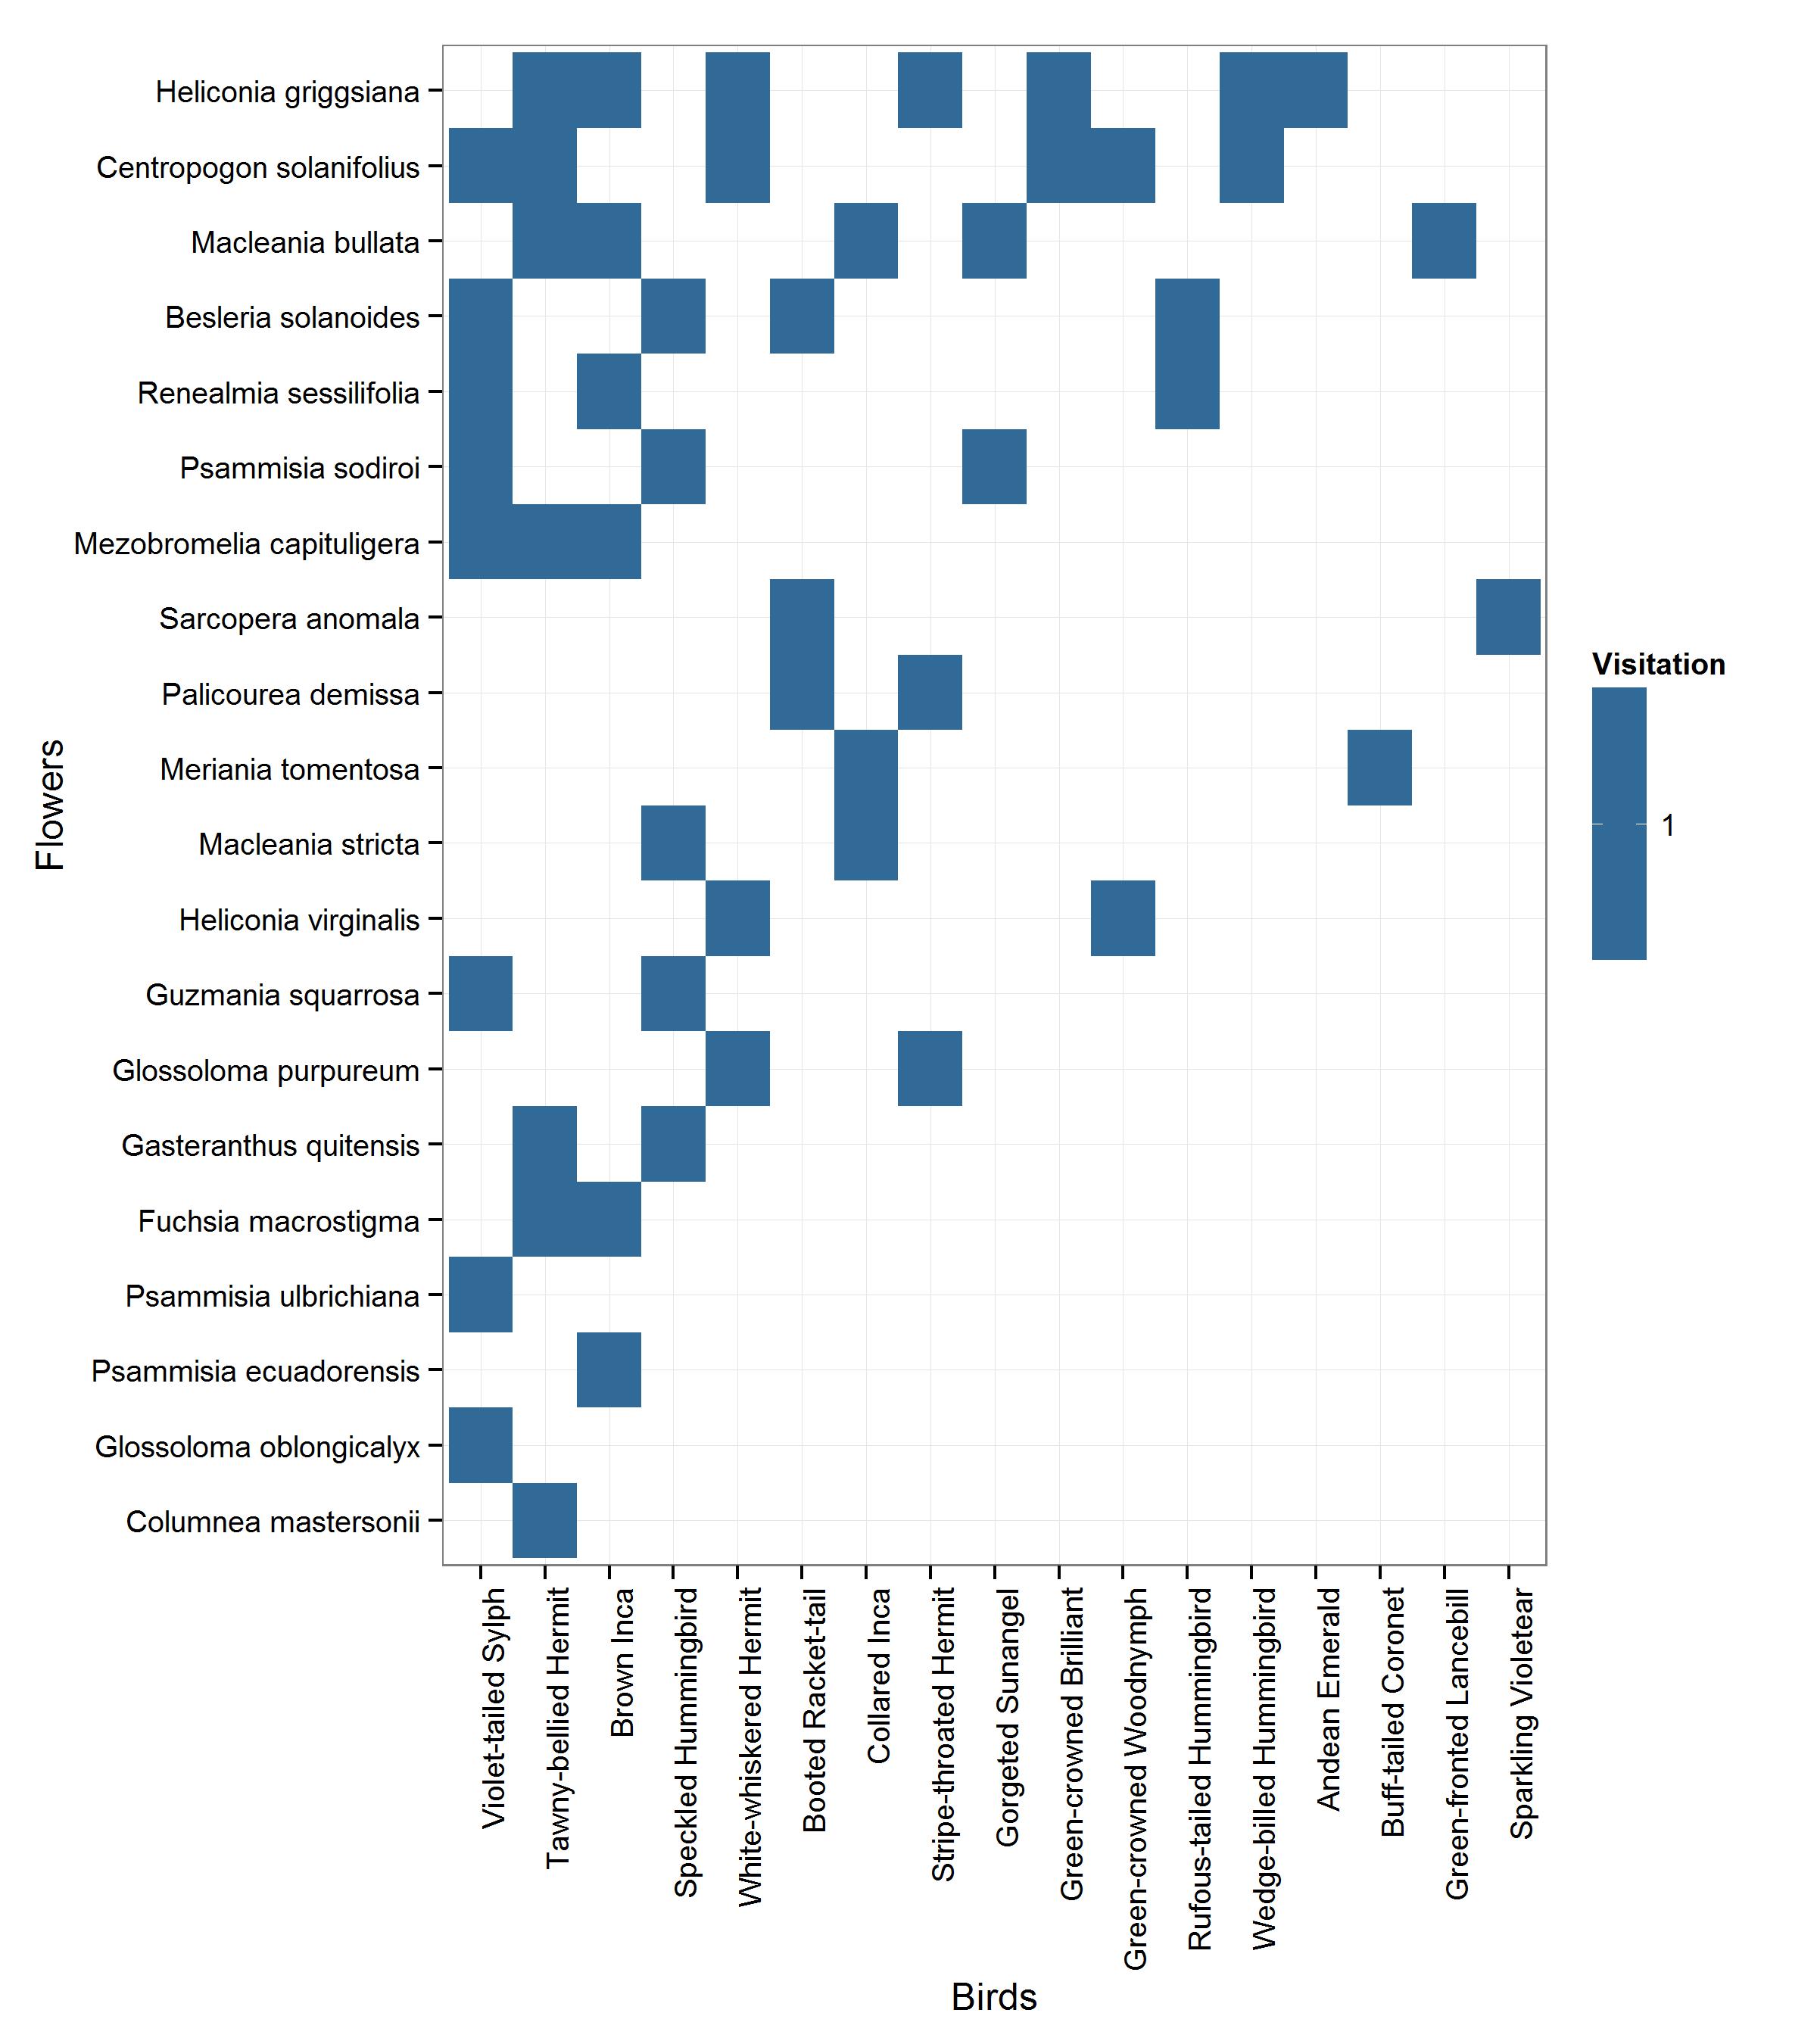 Heliconia griggsiana
Centropogon solanifolius
Macleania bullata
Besleria solanoides
Renealmia sessilifolia
Psammisia sodiroi
Mezobromelia capituligera
Sarcopera anomala
Palicourea demissa
Meriania tomentosa
Macleania stricta
Heliconia virginalis
Guzmania squarrosa
Glossoloma purpureum
Gasteranthus quitensis
Fuchsia macrostigma
Psammisia ulbrichiana
Psammisia ecuadorensis
Glossoloma oblongicalyx
Columnea mastersonii
Flowers
Visitation
1
Violet-tailed Sylph
Tawny-bellied Hermit
Brown Inca
Speckled Hummingbird
White-whiskered Hermit
Booted Racket-tail
Collared Inca
Stripe-throated Hermit
Gorgeted Sunangel
Green-crowned Brilliant
Green-crowned Woodnymph
Rufous-tailed Hummingbird
Wedge-billed Hummingbird
Andean Emerald
Buff-tailed Coronet
Green-fronted Lancebill
Sparkling Violetear
Birds